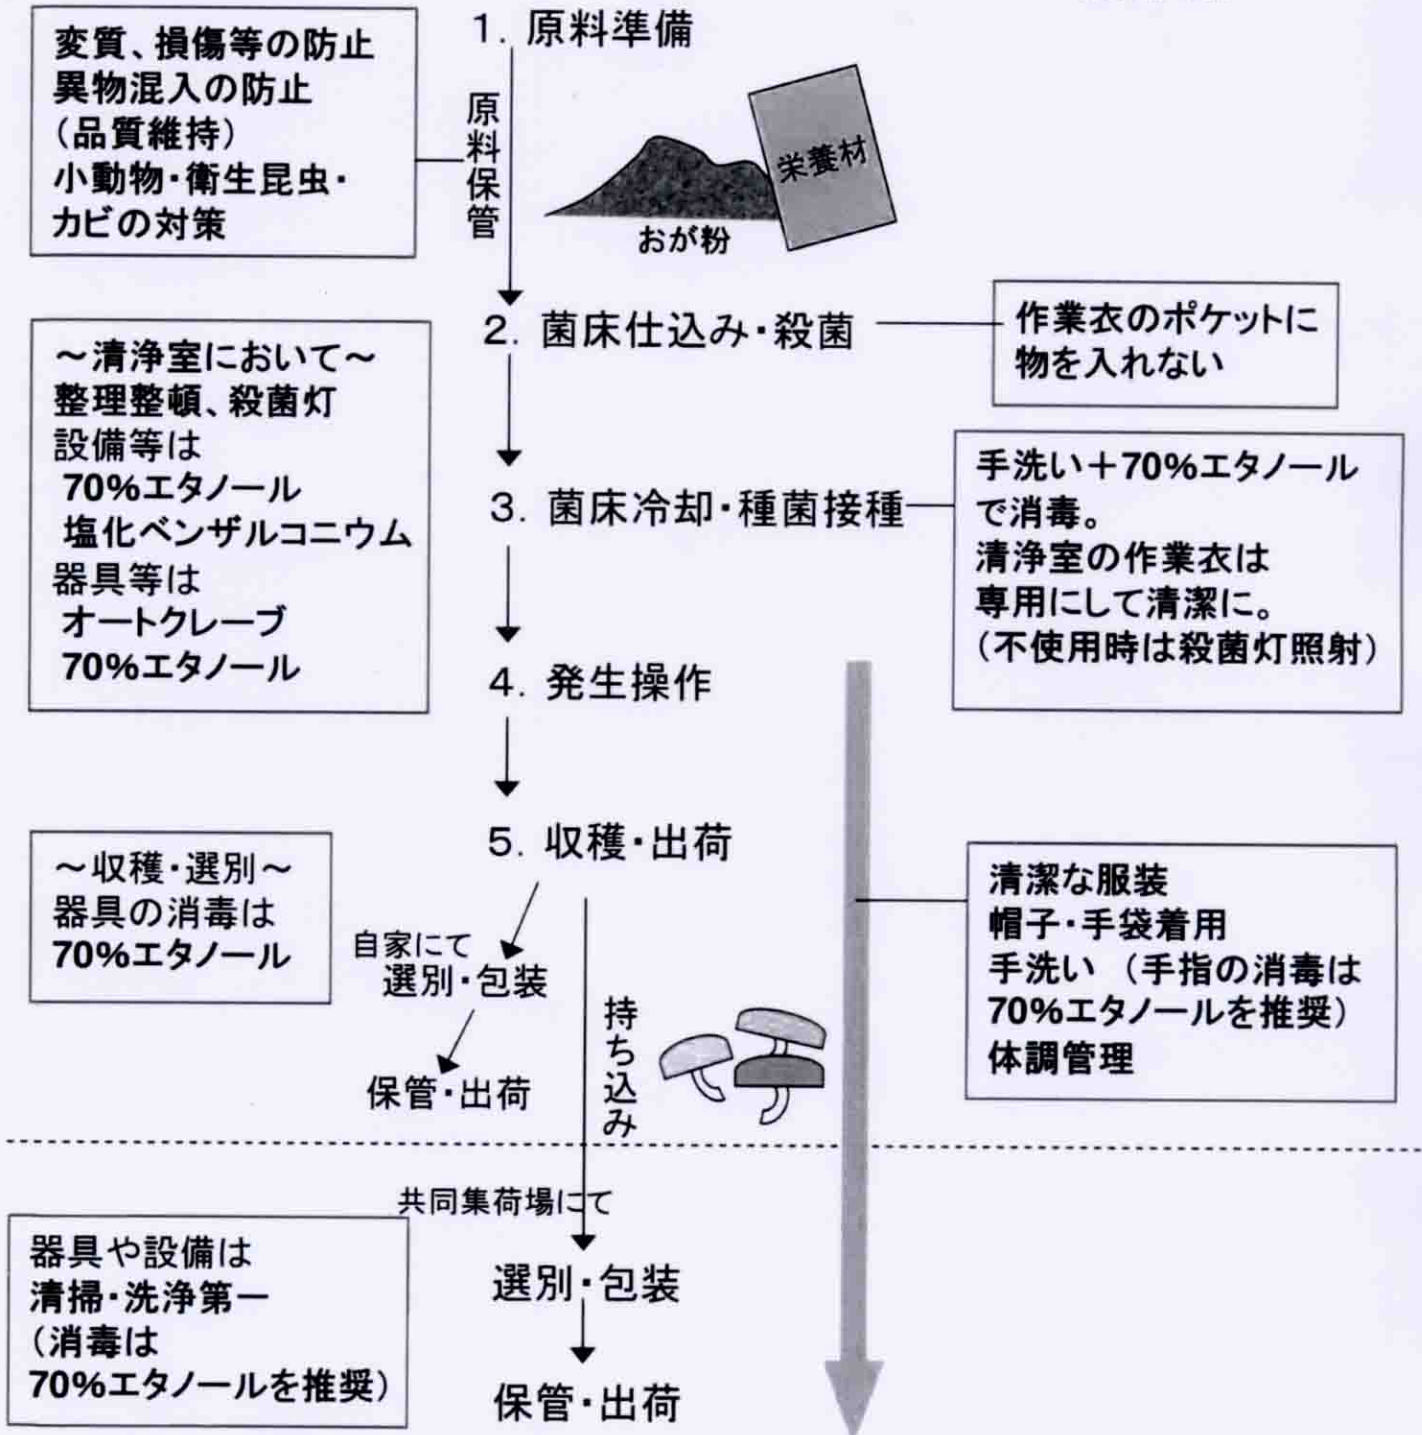 1. 原料準備
変質、損傷等の防止
異物混入の防止
(品質維持)
小動物・衛生昆虫・
カビの対策
原料保管
おが粉
栄養材
2. 菌床仕込み・殺菌
作業衣のポケットに
物を入れない
~清浄室において~
整理整頓、殺菌灯
設備等は
70%エタノール
塩化ベンザルコニウム
器具等は
オートクレーブ
70%エタノール
3. 菌床冷却・種菌接種
手洗い+70%エタノール
で消毒。
清浄室の作業衣は
専用にして清潔に。
(不使用時は殺菌灯照射)
4. 発生操作
5. 収穫・出荷
~収穫・選別~
器具の消毒は
70%エタノール
自家にて
選別・包装
保管・出荷
持ち込み
清潔な服装
帽子・手袋着用
手洗い (手指の消毒は
70%エタノールを推奨)
体調管理
共同集荷場にて
選別・包装
保管・出荷
器具や設備は
清掃・洗浄第一
(消毒は
70%エタノールを推奨)